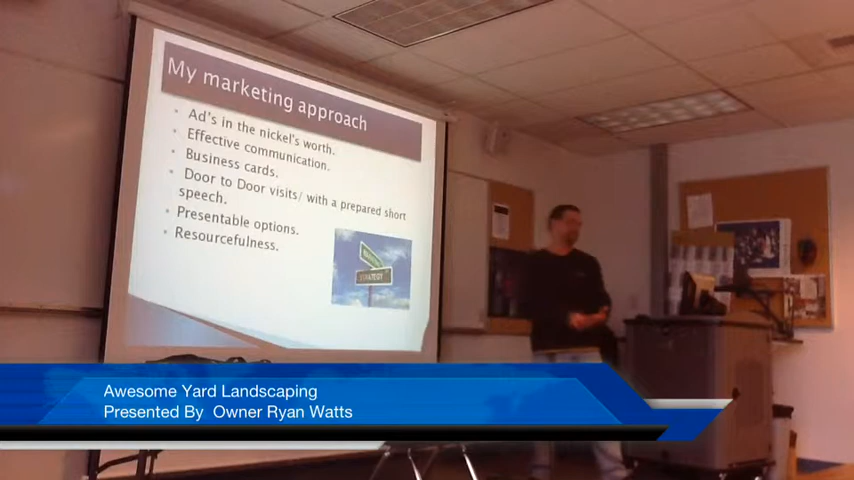 My marketing approach
Ad's in the nickel's worth.
Effective communication.
Business cards.
Door to Door visits/ with a prepared short
speech.
Presentable options.
Resourcefulness.
STRATEGY
Awesome Yard Landscaping
Presented By Owner Ryan Watts